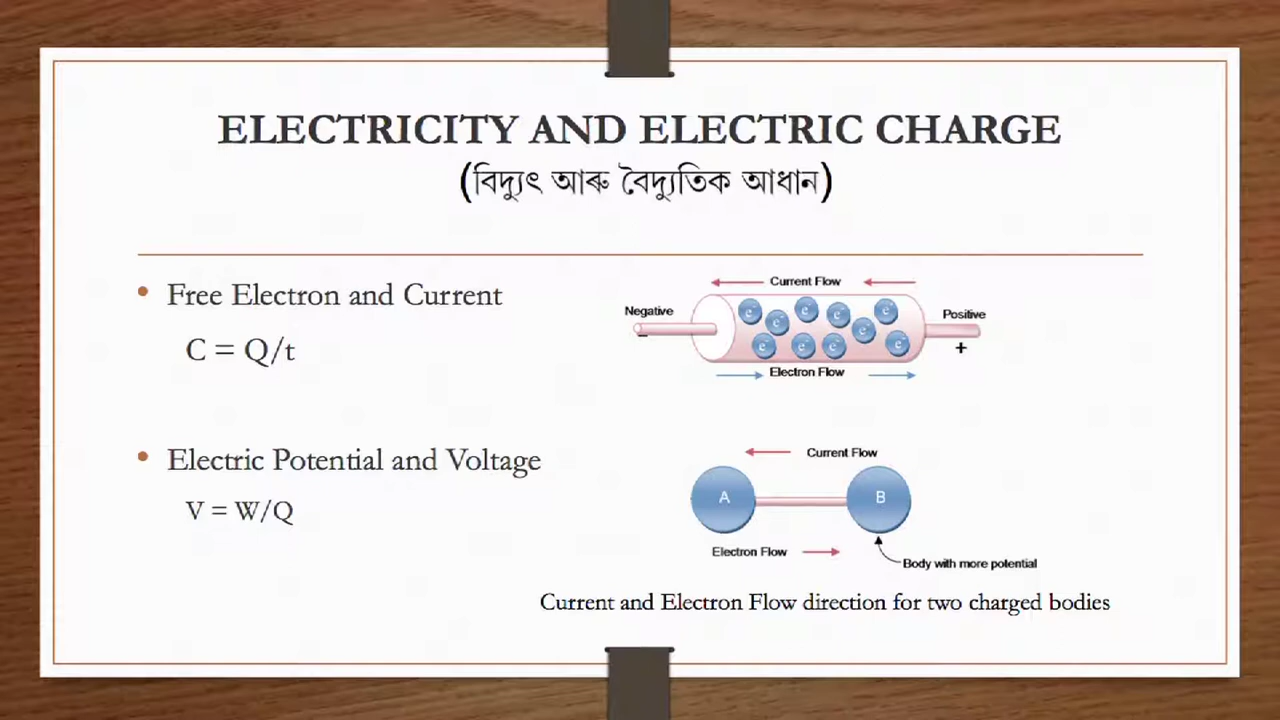 ELECTRICITY AND ELECTRIC CHARGE
(বিদ্যুৎ আৰু বৈদ্যুতিক আধান)
• Free Electron and Current
C = Q/t
Current Flow
Negative
−
Positive
+
e⁻ e⁻ e⁻ e⁻ e⁻ e⁻ e⁻ e⁻ e⁻ e⁻
Electron Flow
• Electric Potential and Voltage
V = W/Q
Current Flow
A
B
Electron Flow
Body with more potential
Current and Electron Flow direction for two charged bodies